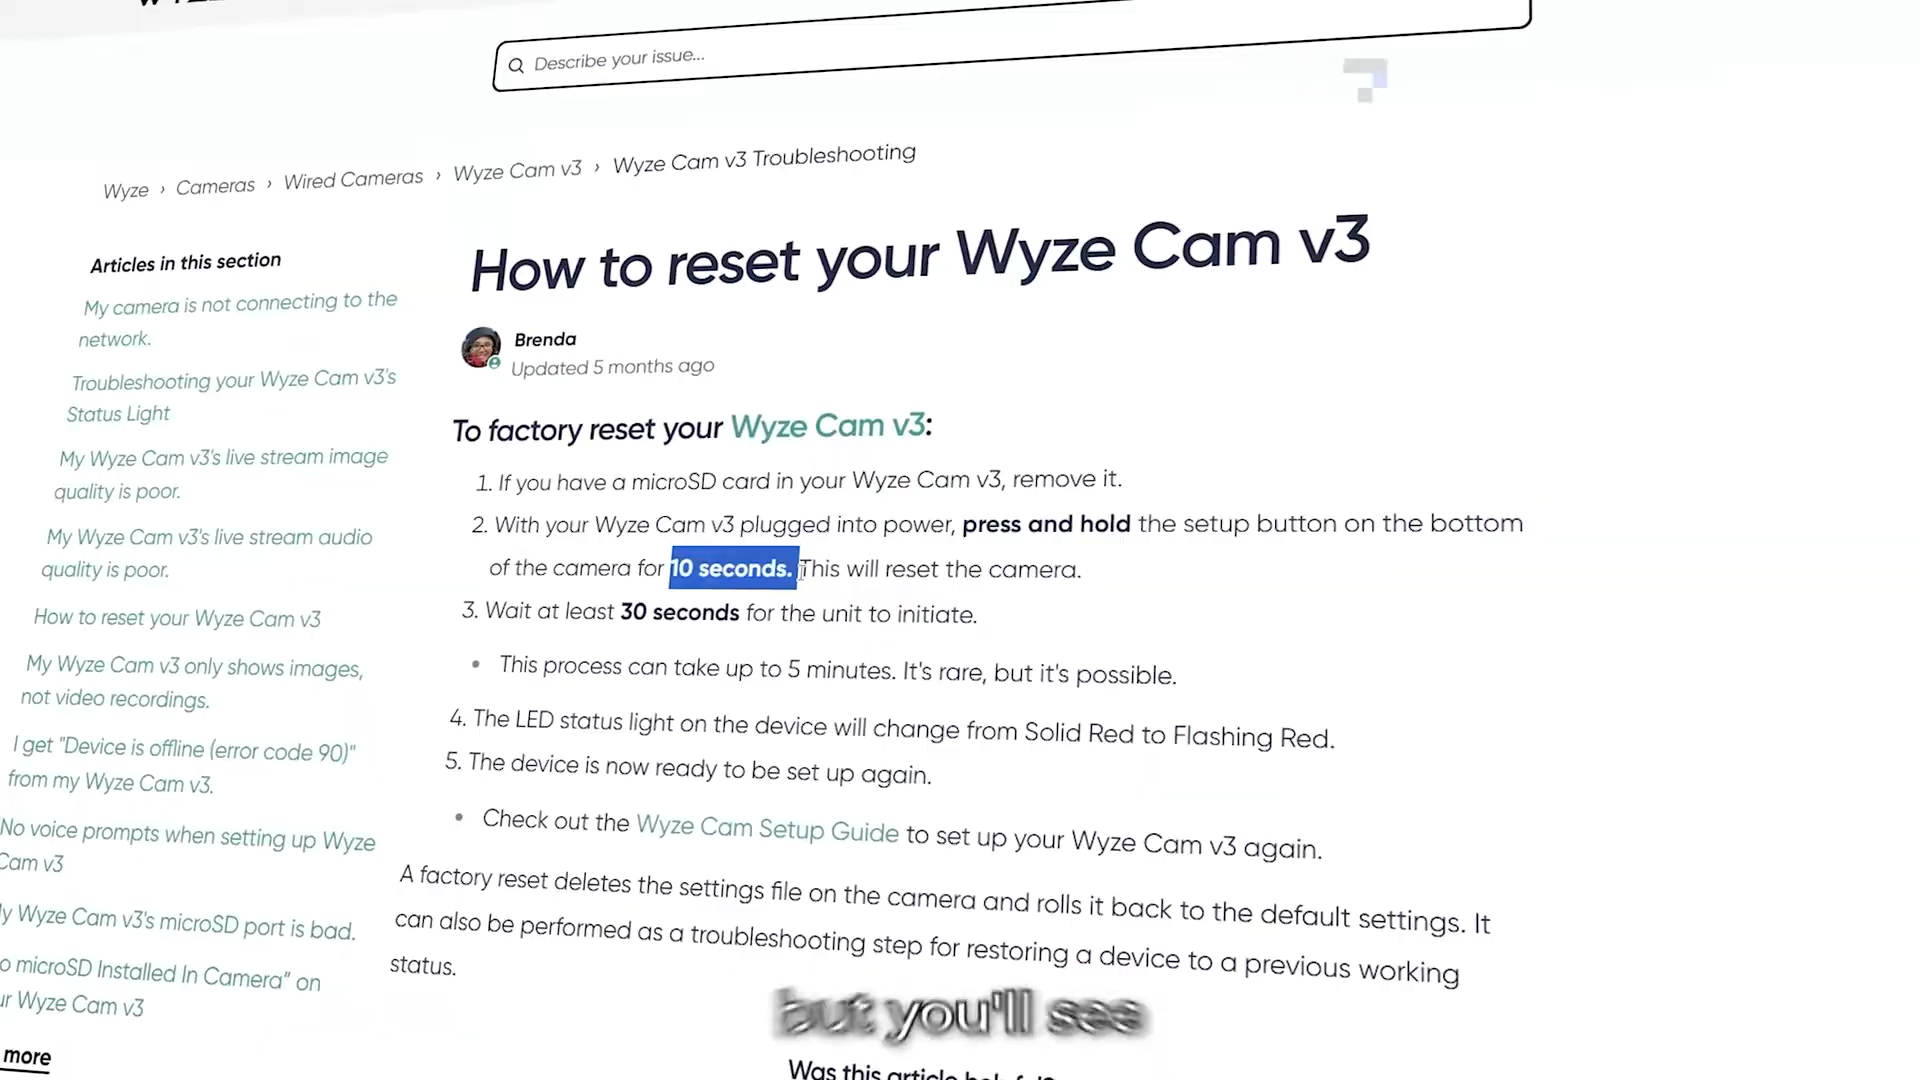 Describe your issue...
Wyze › Cameras › Wired Cameras › Wyze Cam v3 › Wyze Cam v3 Troubleshooting
Articles in this section
My camera is not connecting to the
network.
Troubleshooting your Wyze Cam v3's
Status Light
My Wyze Cam v3's live stream image
quality is poor.
My Wyze Cam v3's live stream audio
quality is poor.
How to reset your Wyze Cam v3
My Wyze Cam v3 only shows images,
not video recordings.
I get "Device is offline (error code 90)"
from my Wyze Cam v3.
No voice prompts when setting up Wyze
Cam v3
y Wyze Cam v3's microSD port is bad.
o microSD Installed In Camera” on
ur Wyze Cam v3
more
How to reset your Wyze Cam v3
Brenda
Updated 5 months ago
To factory reset your Wyze Cam v3:
1. If you have a microSD card in your Wyze Cam v3, remove it.
2. With your Wyze Cam v3 plugged into power, press and hold the setup button on the bottom
of the camera for 10 seconds. This will reset the camera.
3. Wait at least 30 seconds for the unit to initiate.
• This process can take up to 5 minutes. It's rare, but it's possible.
4. The LED status light on the device will change from Solid Red to Flashing Red.
5. The device is now ready to be set up again.
• Check out the Wyze Cam Setup Guide to set up your Wyze Cam v3 again.
A factory reset deletes the settings file on the camera and rolls it back to the default settings. It
can also be performed as a troubleshooting step for restoring a device to a previous working
status.
but you'll see
Was this article